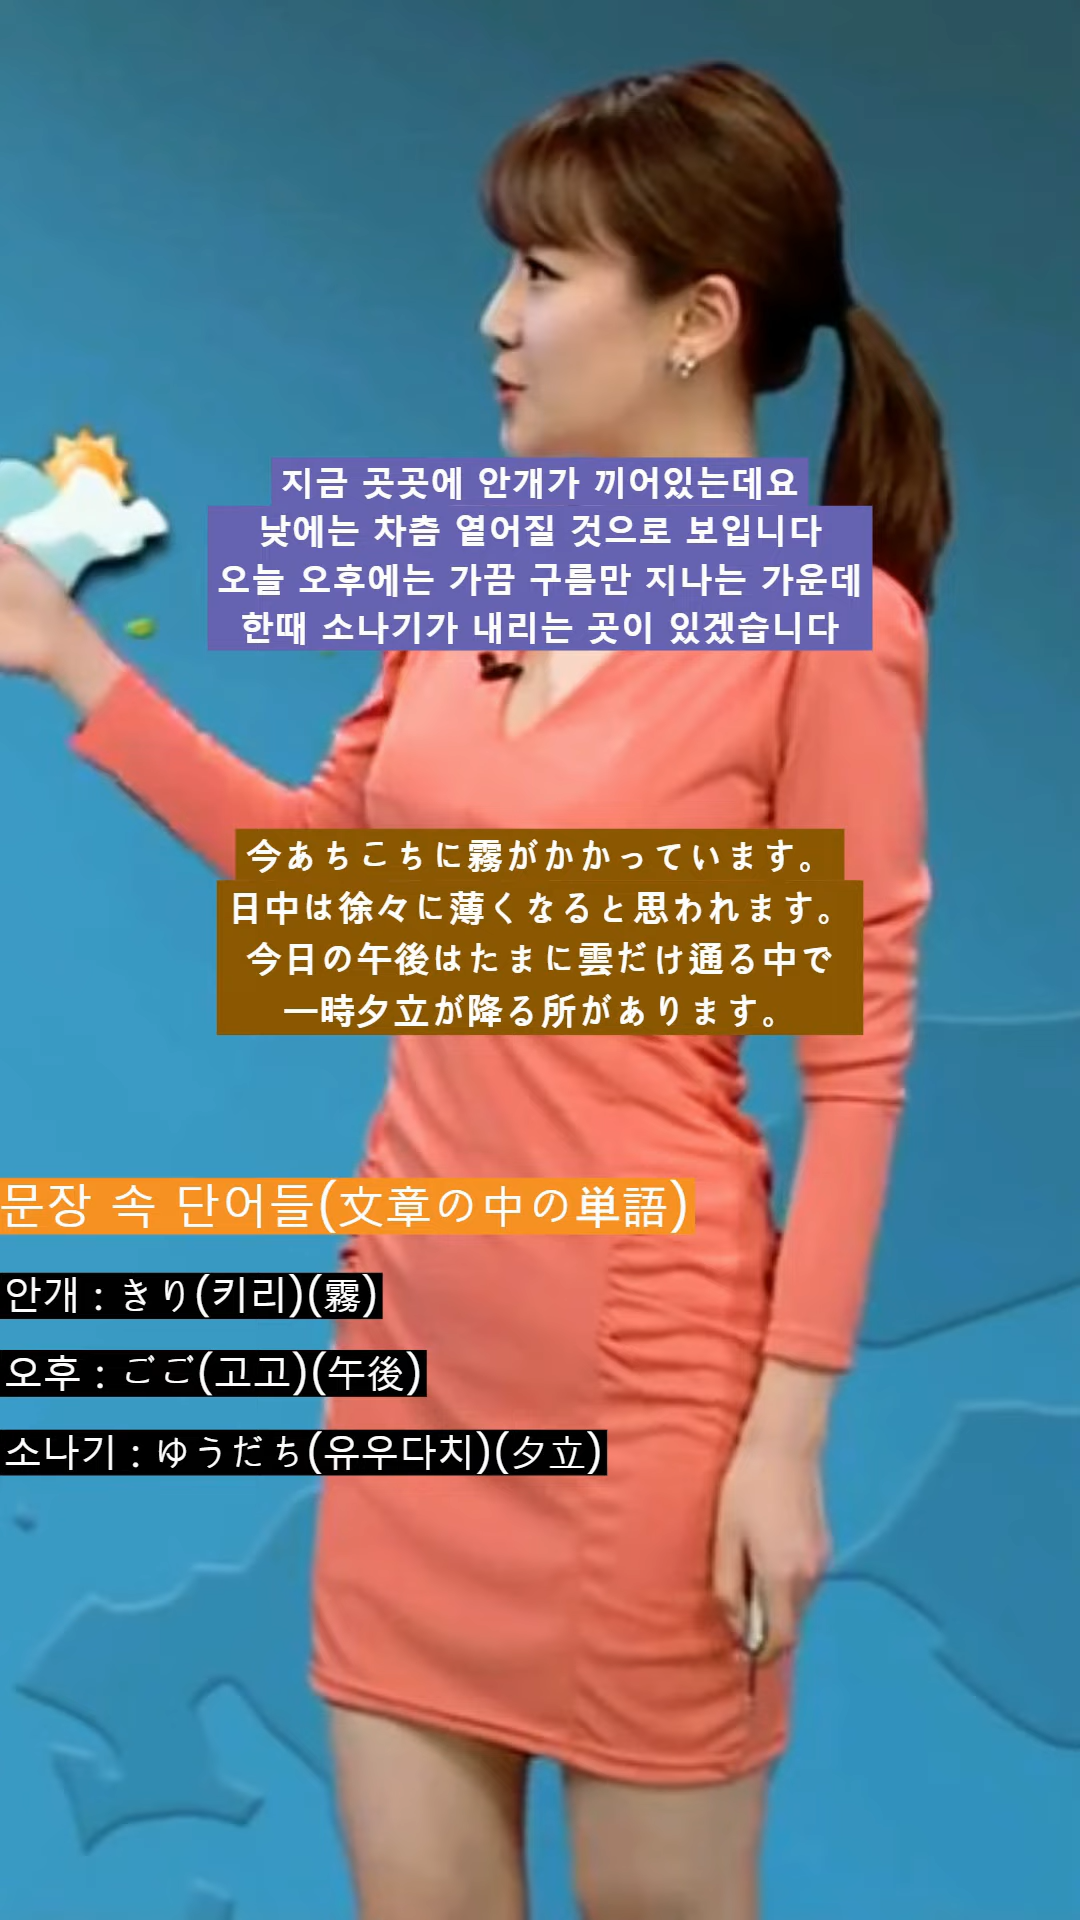 지금 곳곳에 안개가 끼어있는데요
낮에는 차츰 옅어질 것으로 보입니다
오늘 오후에는 가끔 구름만 지나는 가운데
한때 소나기가 내리는 곳이 있겠습니다
今あちこちに霧がかかっています。
日中は徐々に薄くなると思われます。
今日の午後はたまに雲だけ通る中で
一時夕立が降る所があります。
문장 속 단어들(文章の中の単語)
안개 : きり(키리)(霧)
오후 : ごご(고고)(午後)
소나기 : ゆうだち(유우다치)(夕立)